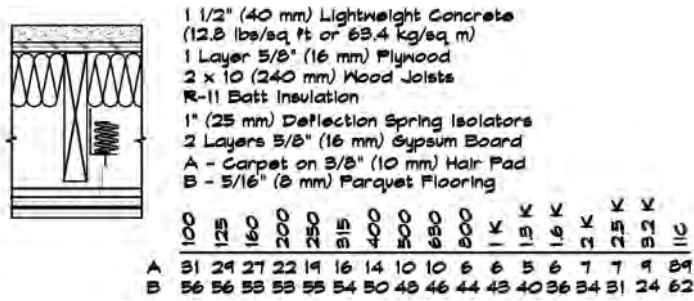 1 1/2" (40 mm) Lightweight Concrete
(12.8 lbs/sq ft or 63.4 kg/sq m)
1 Layer 5/8" (16 mm) Plywood
2 x 10 (240 mm) Wood Joists
R-11 Batt Insulation
1" (25 mm) Deflection Spring Isolators
2 Layers 5/8" (16 mm) Gypsum Board
A - Carpet on 3/8" (10 mm) Hair Pad
B - 5/16" (8 mm) Parquet Flooring
100 125 160 200 250 315 400 500 630 800 1 K 1.3 K 1.6 K 2 K 2.5 K 3.2 K IIC
A 31 29 27 22 19 16 14 10 10 6 6 5 6 7 7 9 89
B 56 56 53 53 55 54 50 48 46 44 43 40 36 34 31 24 62